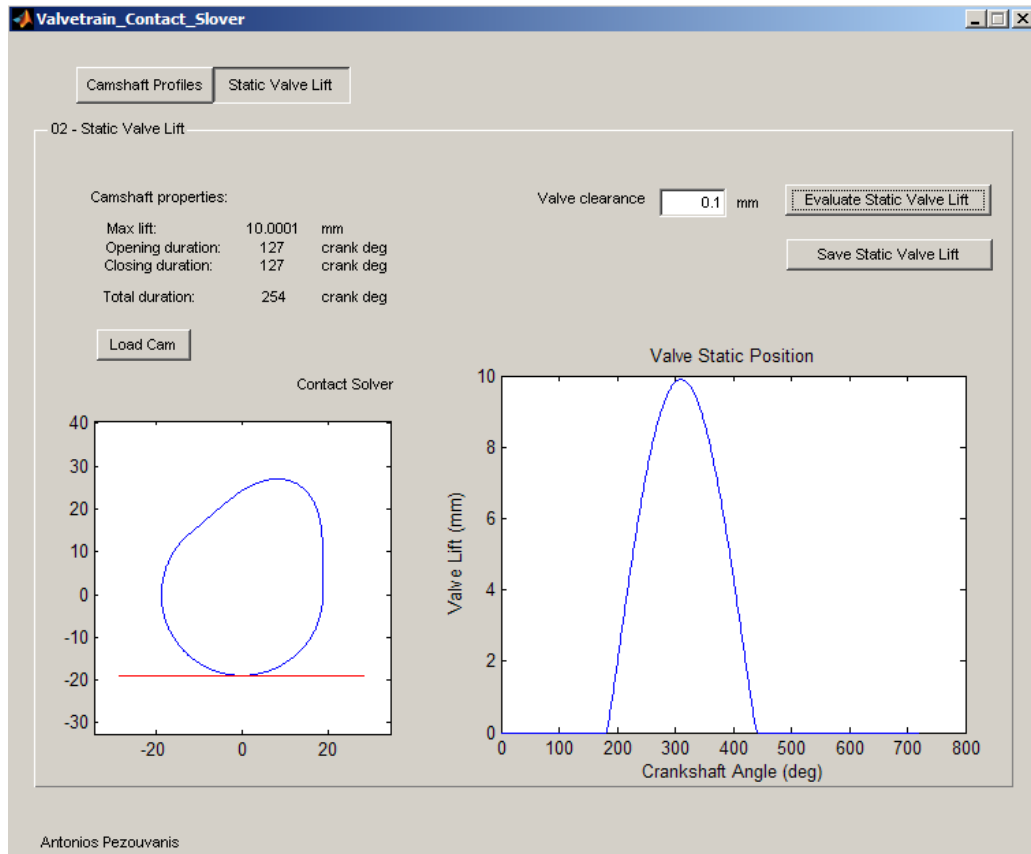 Valvetrain_Contact_Slover
Camshaft Profiles
Static Valve Lift
02 - Static Valve Lift
Camshaft properties:
Max lift: 10.0001 mm
Opening duration: 127 crank deg
Closing duration: 127 crank deg
Total duration: 254 crank deg
Load Cam
Valve clearance 0.1 mm
Evaluate Static Valve Lift
Save Static Valve Lift
Contact Solver
40
30
20
10
0
-10
-20
-30
-20 0 20
Valve Static Position
Valve Lift (mm)
10
8
6
4
2
0
0 100 200 300 400 500 600 700 800
Crankshaft Angle (deg)
Antonios Pezouvanis